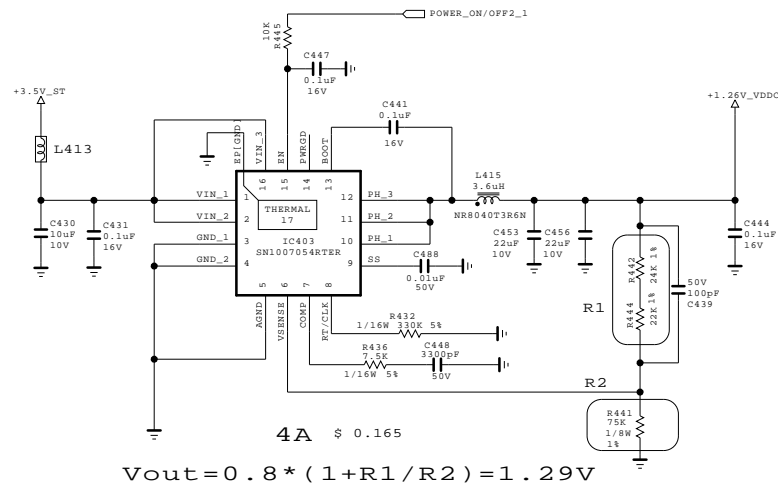 POWER_ON/OFF2_1
10K
R445
C447
0.1uF
16V
+3.5V_ST
C441
0.1uF
16V
+1.26V_VDDC
L413
EP[GND]
VIN_3
EN
PWRGD
BOOT
16
15
14
13
L415
3.6uH
NR8040T3R6N
VIN_1
1
THERMAL
17
12
PH_3
VIN_2
2
11
PH_2
GND_1
3
IC403
SN1007054RTER
10
PH_1
GND_2
4
9
SS
C430
10uF
10V
C431
0.1uF
16V
C453
22uF
10V
C456
22uF
10V
C444
0.1uF
16V
C488
0.01uF
50V
R442
24K 1%
R444
22K 1%
50V
100pF
C439
R1
5
6
7
8
AGND
VSENSE
COMP
RT/CLK
R432
1/16W 330K 5%
R436
7.5K
1/16W 5%
C448
3300pF
50V
R2
R441
75K
1/8W
1%
4A $ 0.165
Vout=0.8*(1+R1/R2)=1.29V